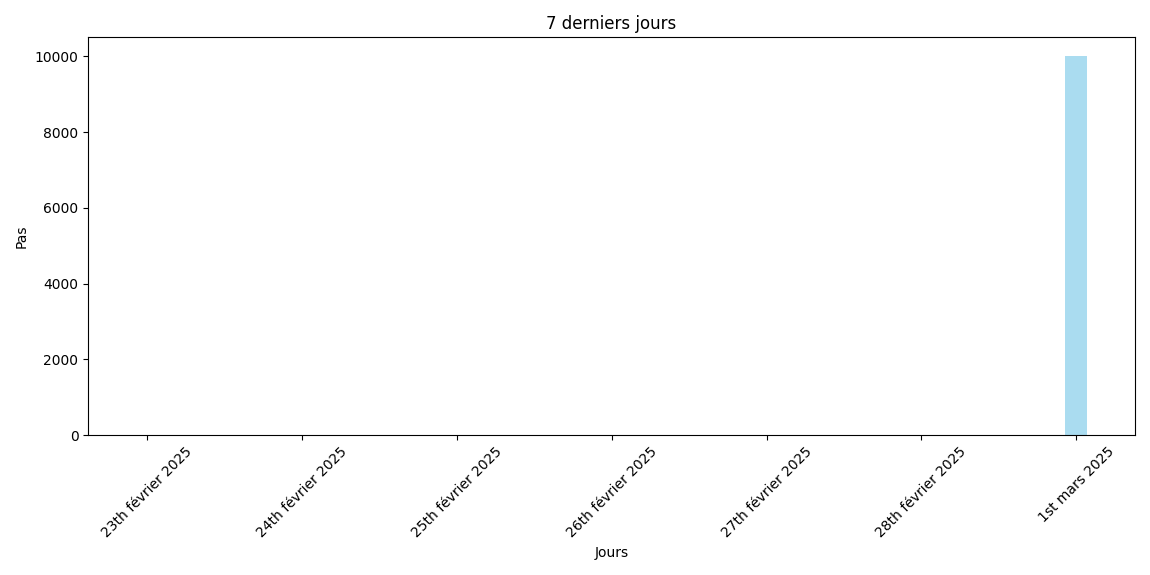 7 derniers jours
10000
8000
6000
4000
2000
0
Pas
23th février 2025
24th février 2025
25th février 2025
26th février 2025
27th février 2025
28th février 2025
1st mars 2025
Jours